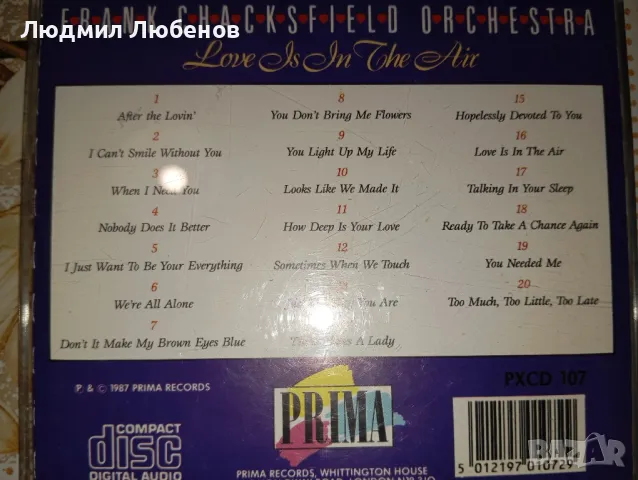 Людмил Любенов
FRANK CHACKSFIELD ORCHESTRA
Love Is In The Air
1
After the Lovin'
2
I Can't Smile Without You
3
When I Need You
4
Nobody Does It Better
5
I Just Want To Be Your Everything
6
We're All Alone
7
Don't It Make My Brown Eyes Blue
8
You Don't Bring Me Flowers
9
You Light Up My Life
10
Looks Like We Made It
11
How Deep Is Your Love
12
Sometimes When We Touch
You Are
A Lady
15
Hopelessly Devoted To You
16
Love Is In The Air
17
Talking In Your Sleep
18
Ready To Take A Chance Again
19
You Needed Me
20
Too Much, Too Little, Too Late
Ⓟ & © 1987 PRIMA RECORDS
COMPACT
disc
DIGITAL AUDIO
PRIMA
PRIMA RECORDS, WHITTINGTON HOUSE
ROAD, LONDON N19
PXCD 107
5 012197 010729
BAZAR